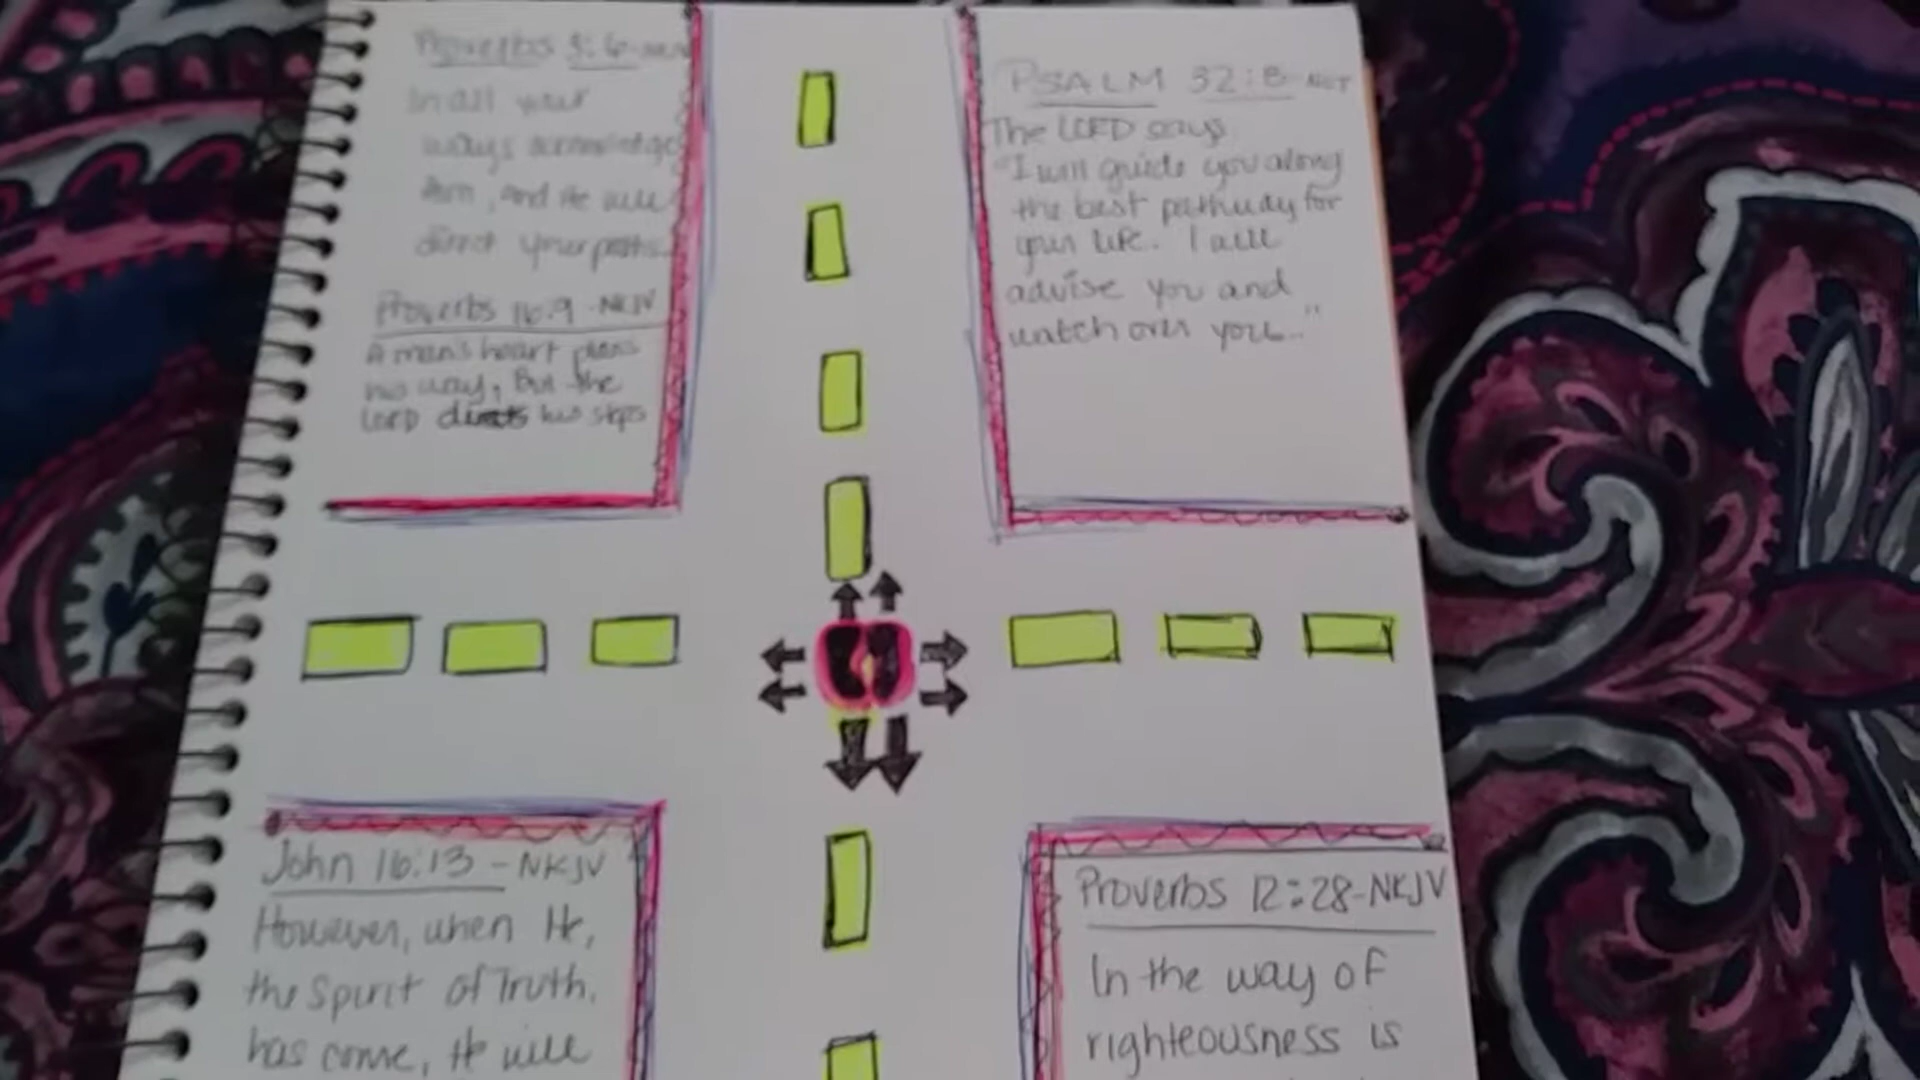 Proverbs 3:6-NKJV
In all your
ways acknowledge
Him, and He will
direct your paths.
Proverbs 16:9-NKJV
A man's heart plans
his way, But the
LORD directs his steps
PSALM 32:8-NLT
The LORD says
"I will guide you along
the best pathway for
your life. I will
advise you and
watch over you.."
John 16:13-NKJV
However, when He,
the Spirit of Truth,
has come, He will
Proverbs 12:28-NKJV
In the way of
righteousness is